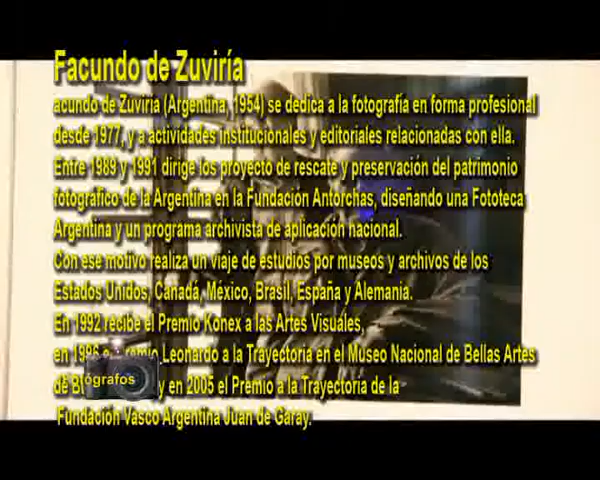 Facundo de Zuviría
acundo de Zuviría (Argentina, 1954) se dedica a la fotografía en forma profesional
desde 1977, y a actividades institucionales y editoriales relacionadas con ella.
Entre 1989 y 1991 dirige los proyecto de rescate y preservación del patrimonio
fotografico de la Argentina en la Fundación Antorchas, diseñando una Fototeca
Argentina y un programa archivista de aplicación nacional.
Con ese motivo realiza un viaje de estudios por museos y archivos de los
Estados Unidos, Canadá, México, Brasil, España y Alemania.
En 1992 recibe el Premio Konex a las Artes Visuáles,
en Leonardo a la Trayectoria en el Museo Nacional de Bellas Artes
de y en 2005 el Premio a la Trayectoria de la
ógrafos
Fundación Vasco Argentina Juan de Garay.